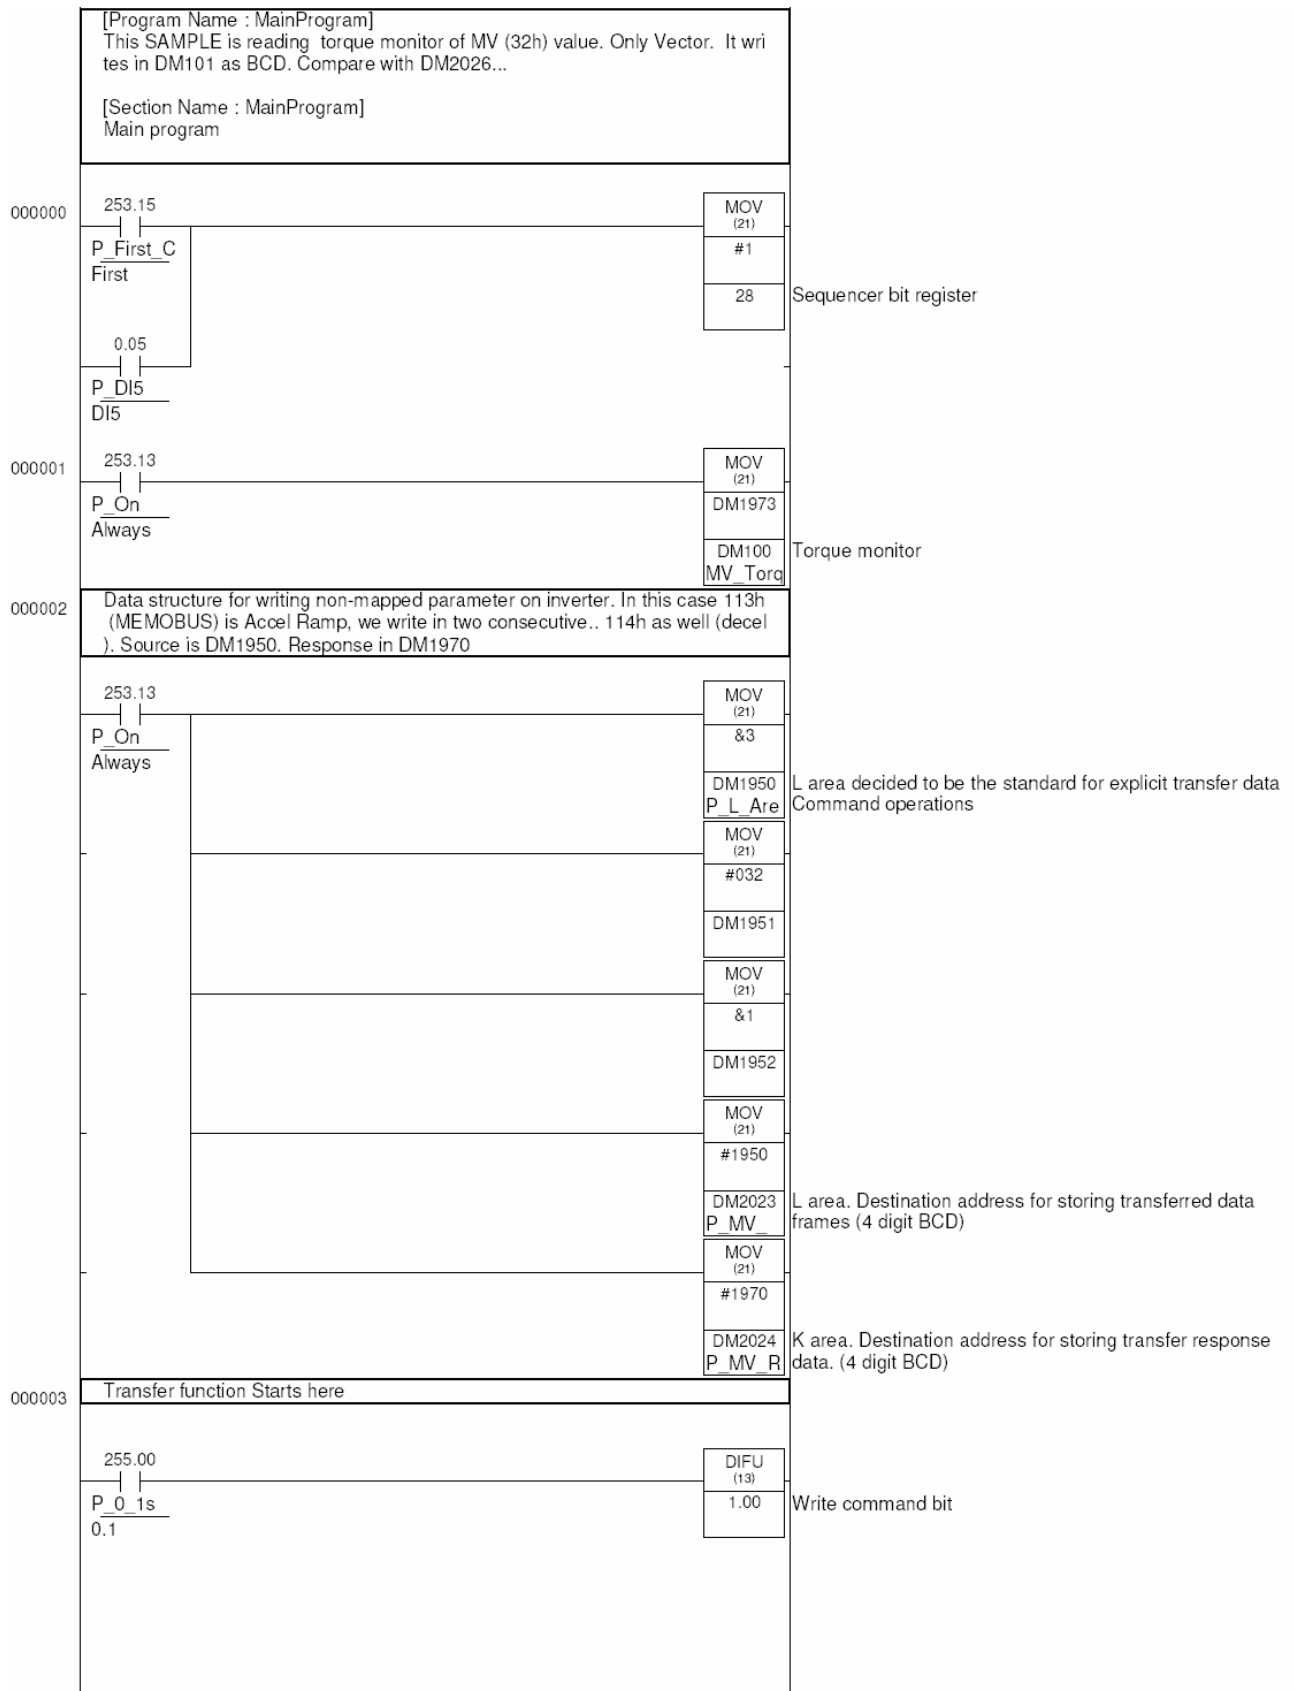 [Program Name : MainProgram]
This SAMPLE is reading  torque monitor of MV (32h) value. Only Vector.  It wri
tes in DM101 as BCD. Compare with DM2026...
[Section Name : MainProgram]
Main program
000000
253.15
P_First_C
First
MOV
(21)
#1
28
Sequencer bit register
0.05
P_DI5
DI5
000001
253.13
P_On
Always
MOV
(21)
DM1973
DM100
MV_Torq
Torque monitor
000002
Data structure for writing non-mapped parameter on inverter. In this case 113h
(MEMOBUS) is Accel Ramp, we write in two consecutive.. 114h as well (decel
). Source is DM1950. Response in DM1970
253.13
P_On
Always
MOV
(21)
&3
DM1950
P_L_Are
L area decided to be the standard for explicit transfer data
Command operations
MOV
(21)
#032
DM1951
MOV
(21)
&1
DM1952
MOV
(21)
#1950
DM2023
P_MV_
L area. Destination address for storing transferred data
frames (4 digit BCD)
MOV
(21)
#1970
DM2024
P_MV_R
K area. Destination address for storing transfer response
data. (4 digit BCD)
000003
Transfer function Starts here
255.00
P_0_1s
0.1
DIFU
(13)
1.00
Write command bit